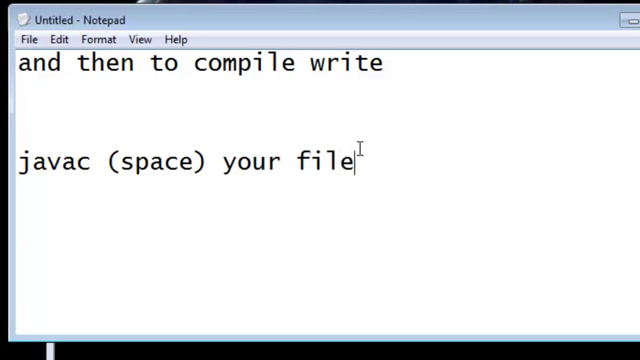 Untitled - Notepad
File Edit Format View Help
and then to compile write
javac (space) your file